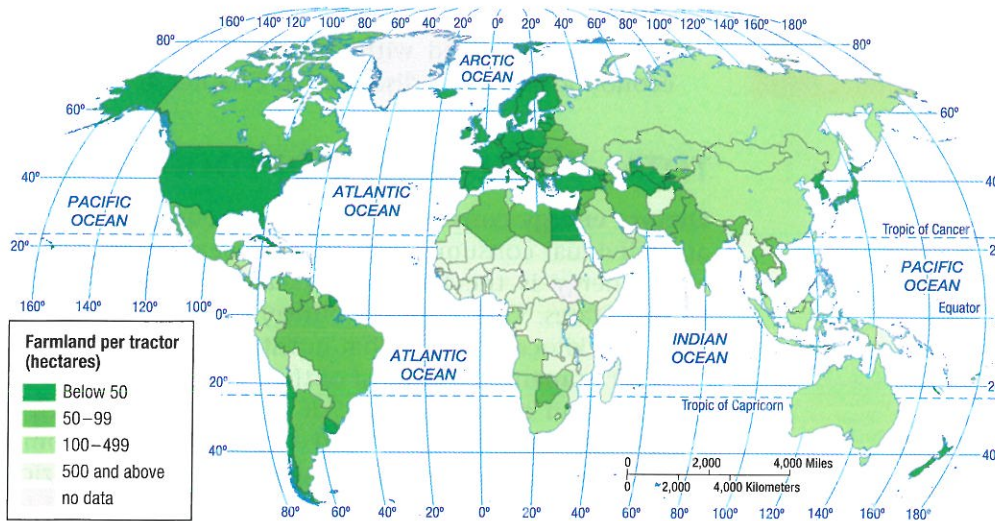 160° 140° 120° 100° 80° 60° 40° 20° 0° 20° 40° 60° 80° 100° 120° 140° 160° 180°
80°
80°
ARCTIC
OCEAN
60°
60°
40°
40
PACIFIC
OCEAN
ATLANTIC
OCEAN
Tropic of Cancer
20°
PACIFIC
OCEAN
160° 140° 120° 100°
Equator
0°
0°
INDIAN
OCEAN
ATLANTIC
OCEAN
20°
20°
2
Tropic of Capricorn
40°
40
0 2,000 4,000 Miles
0 2,000 4,000 Kilometers
80° 60° 40° 20° 0° 20° 40° 60° 80° 100° 120° 140° 160° 180°
Farmland per tractor
(hectares)
Below 50
50–99
100–499
500 and above
no data